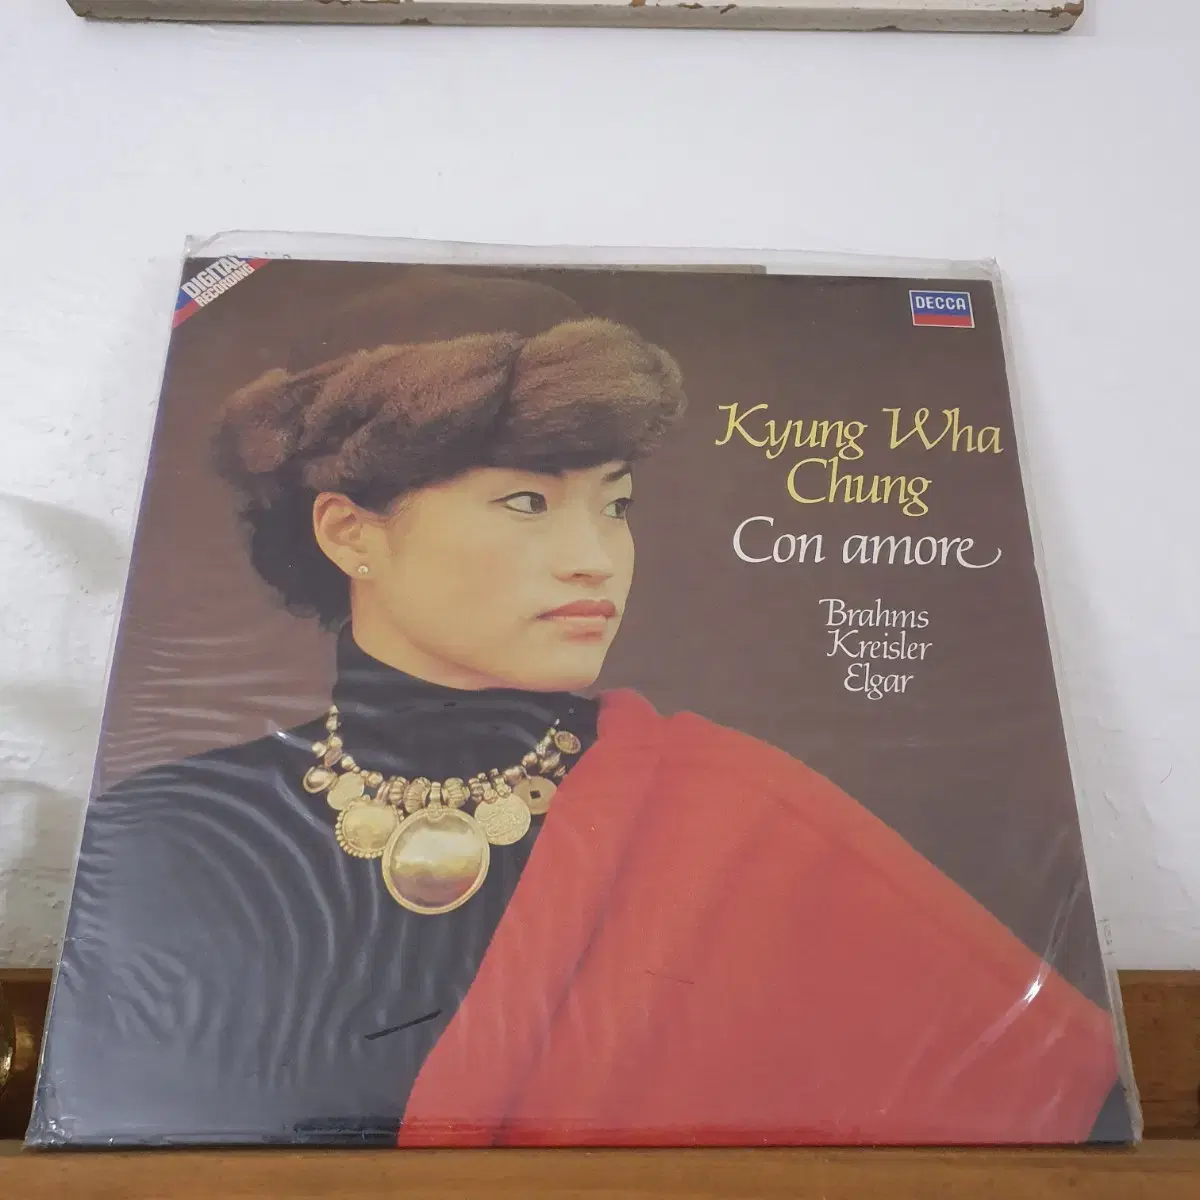 DIGITAL
RECORDING
DECCA
Kyung Wha
Chung
Con amore
Brahms
Kreisler
Elgar